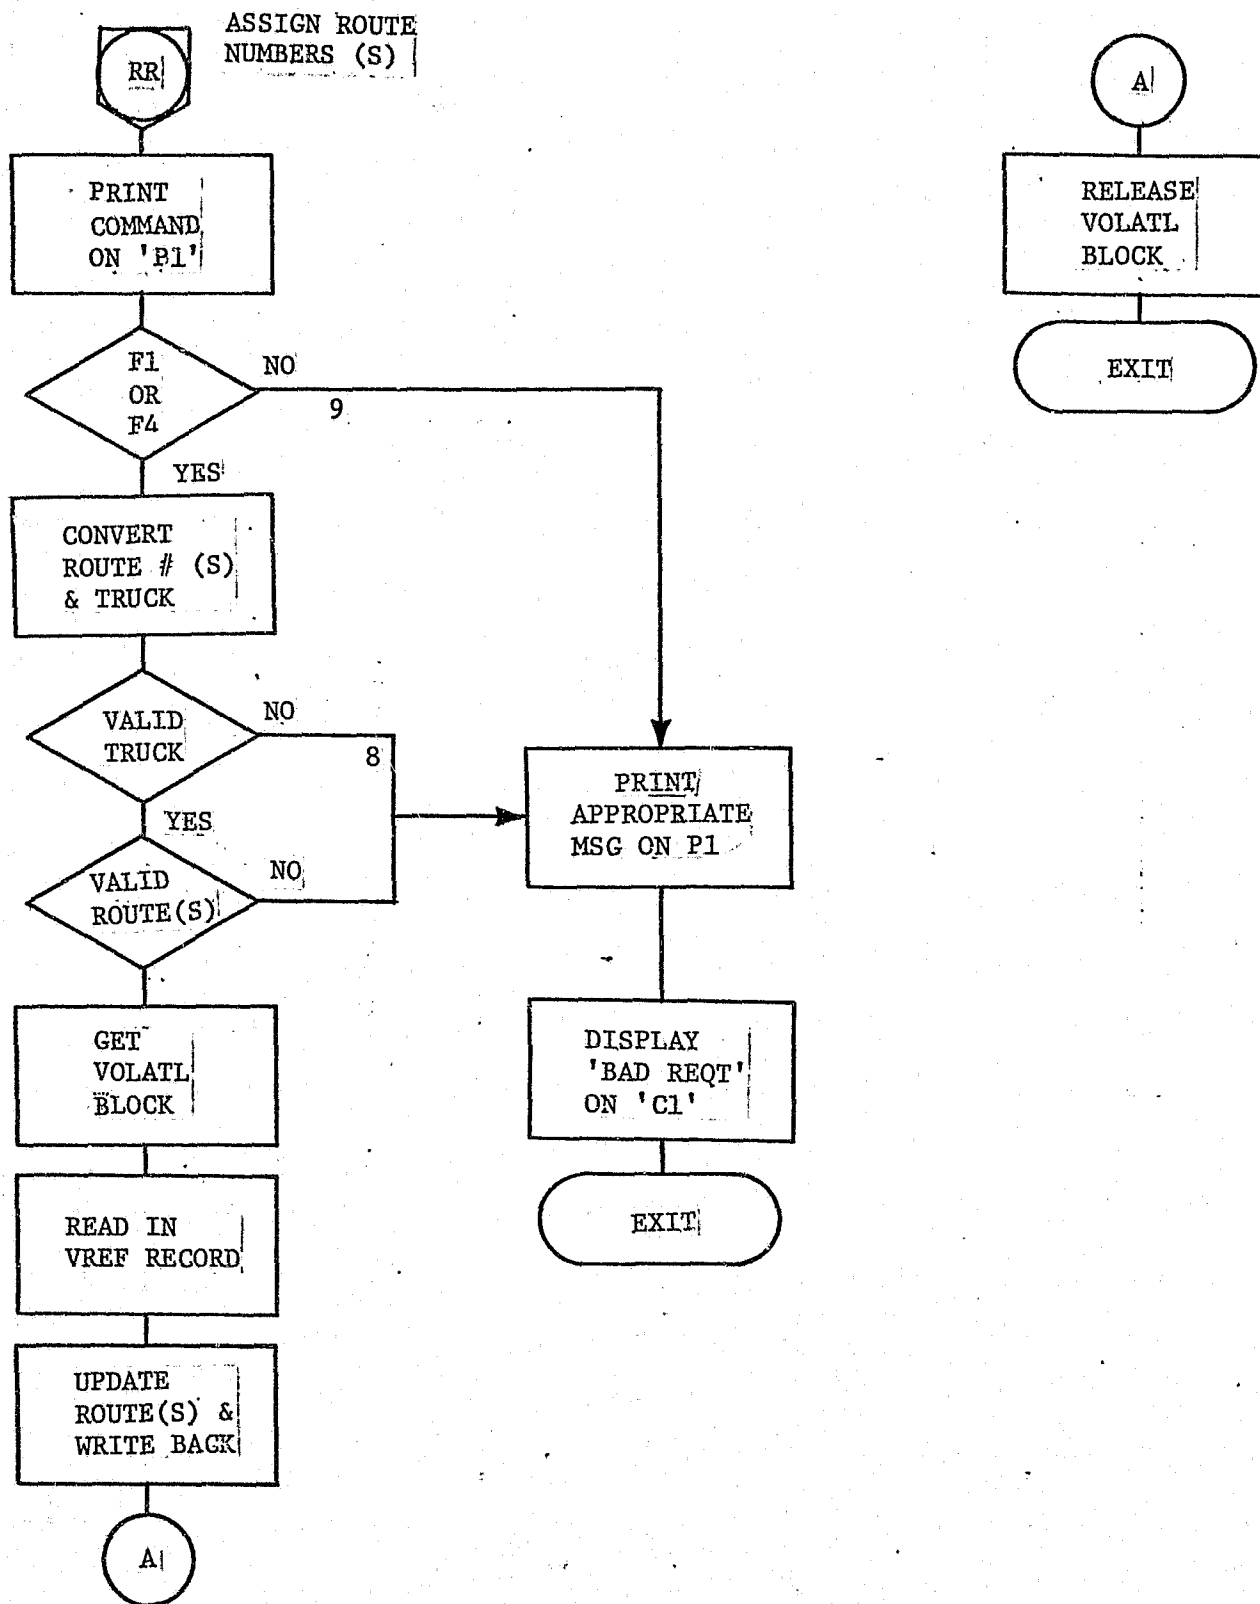 ASSIGN ROUTE
NUMBERS (S)
RR
PRINT
COMMAND
ON 'P1'
F1
OR
F4
NO
9
YES
CONVERT
ROUTE # (S)
& TRUCK
VALID
TRUCK
NO
8
YES
VALID
ROUTE(S)
NO
GET
VOLATL
BLOCK
READ IN
VREF RECORD
UPDATE
ROUTE(S) &
WRITE BACK
A
PRINT
APPROPRIATE
MSG ON P1
DISPLAY
'BAD REQT'
ON 'C1'
EXIT
A
RELEASE
VOLATL
BLOCK
EXIT